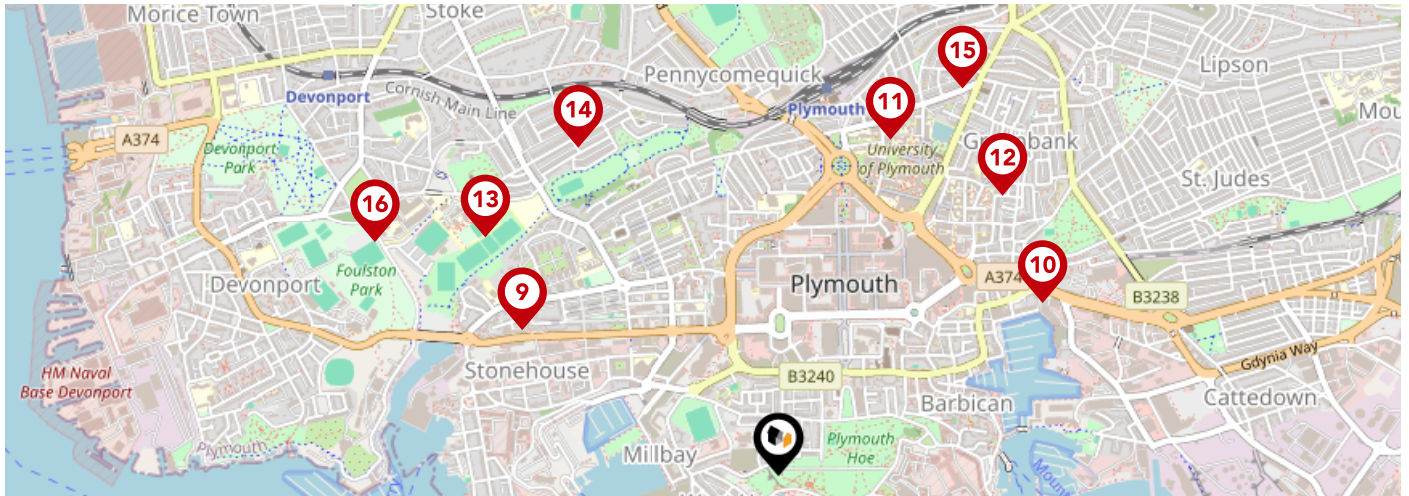 Morice Town
Stoke
15
Pennycomequick
Lipson
Devonport
Cornish Main Line
14
Plymouth
11
A374
Devonport
Park
University
of Plymouth
12
St. Judes
16
13
Foulston
Park
Devonport
9
Plymouth
10
B3238
HM Naval
Base Devonport
Stonehouse
B3240
Gdynia Way
Barbican
Cattedown
Plymouth
Millbay
Plymouth
Hoe